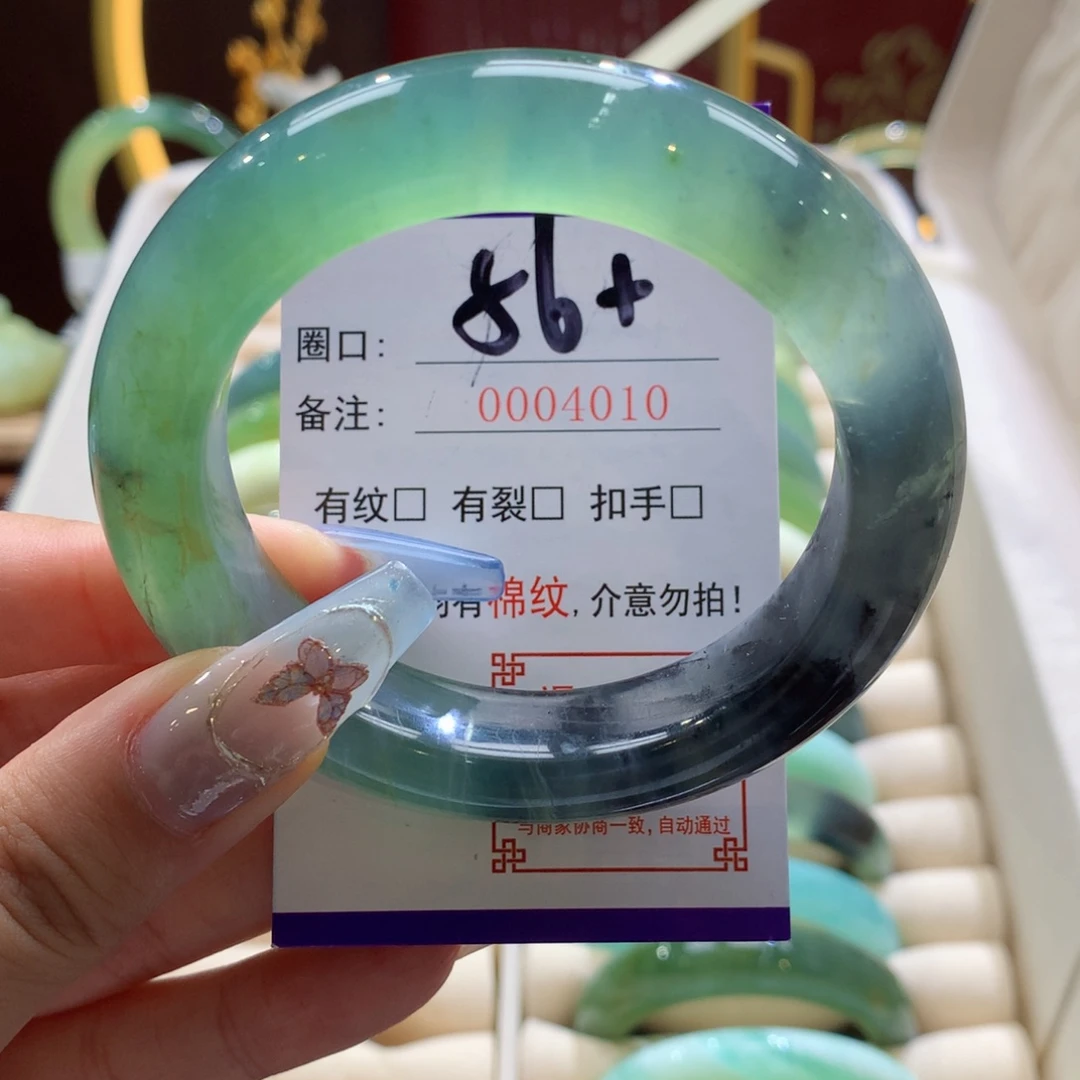 圈口: 86+
备注: 0004010
有纹□ 有裂□ 扣手□
有棉纹,介意勿拍!
与商家协商一致,自动通过